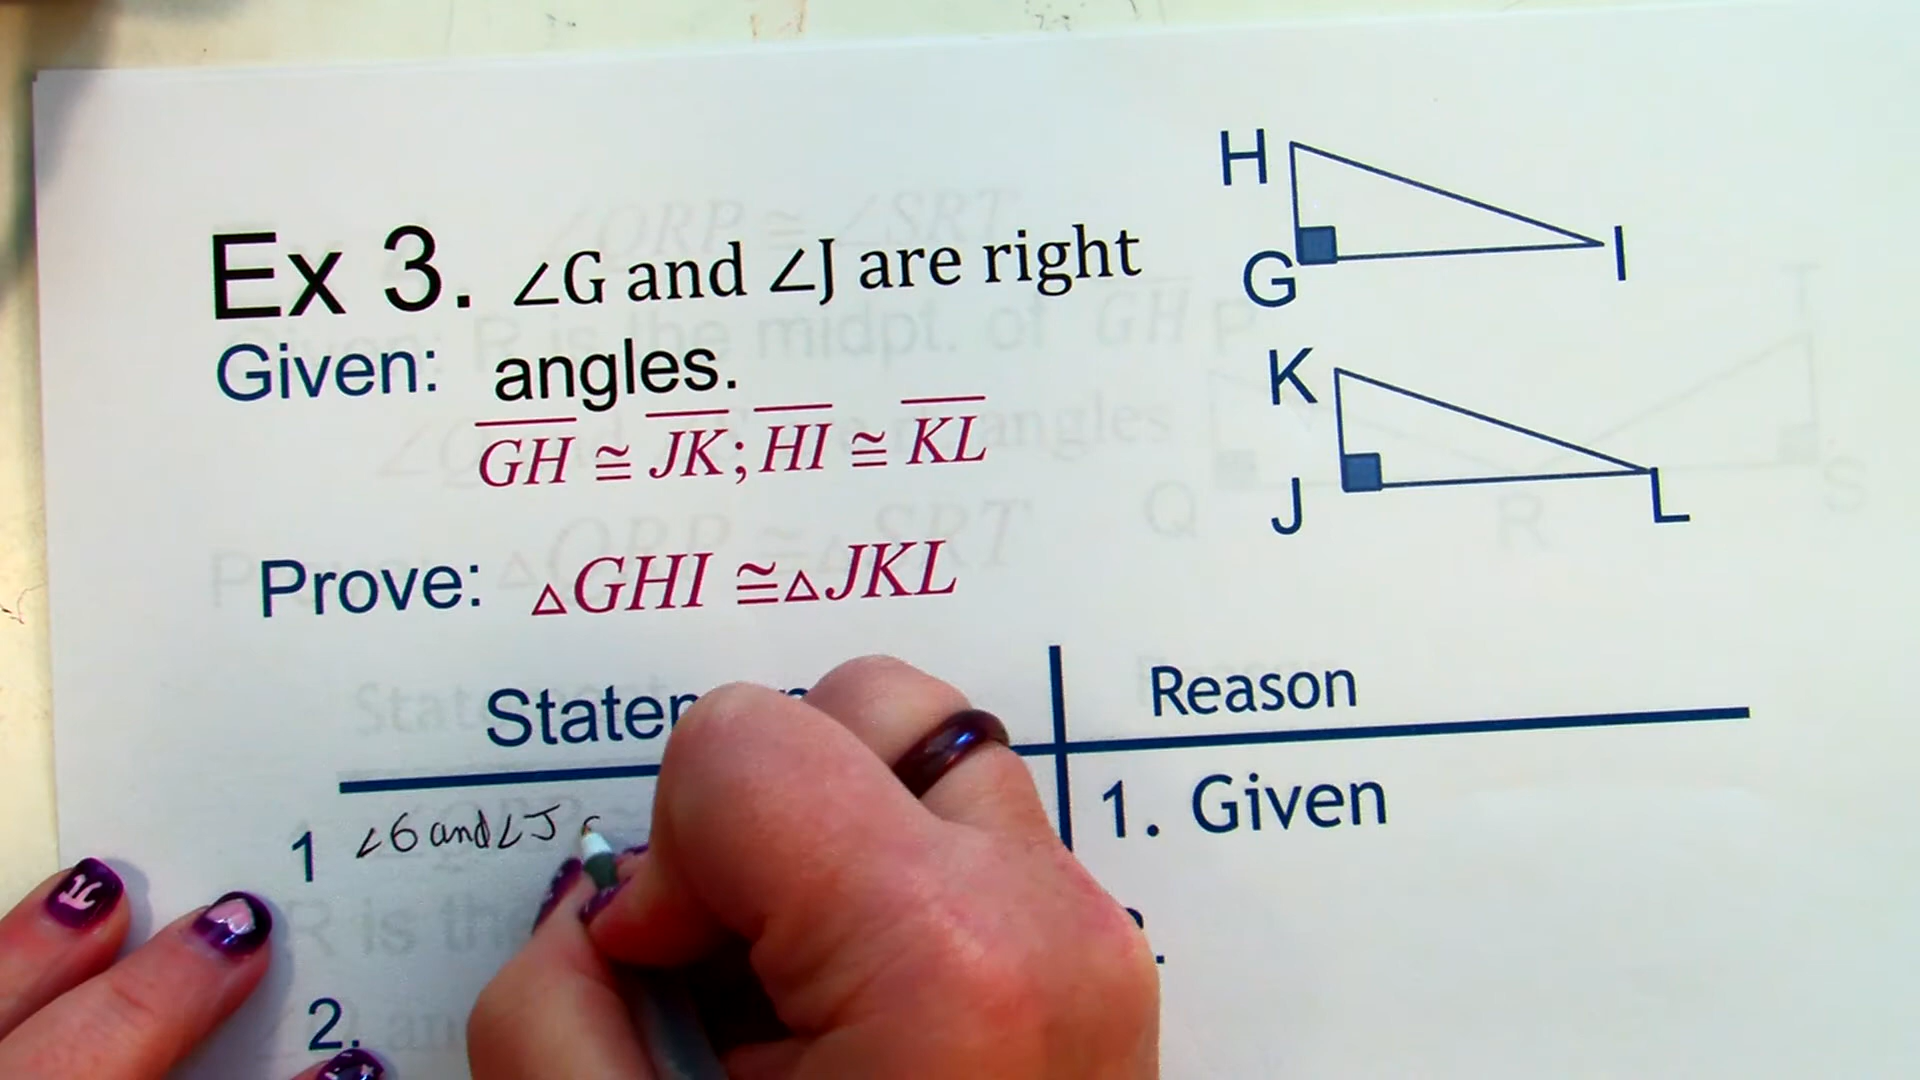 H
I
G
Ex 3. ∠G and ∠J are right
Given: angles.
K
J
L
GH ≅ JK; HI ≅ KL
Prove: △GHI ≅ △JKL
Reason
1 ∠G and ∠J
1. Given
2.